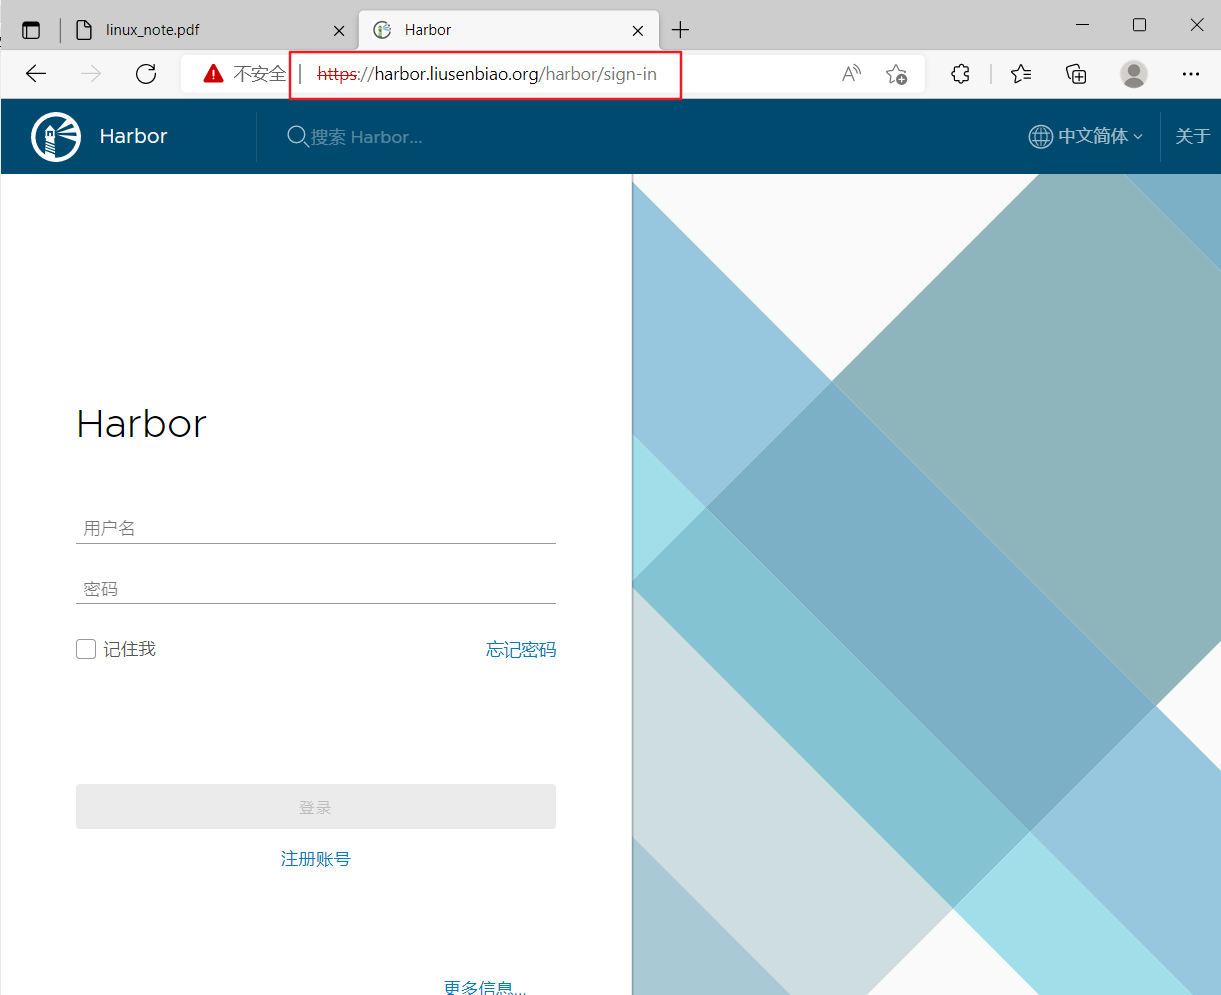 linux_note.pdf
Harbor
不安全
https://harbor.liusenbiao.org/harbor/sign-in
Harbor
搜索 Harbor...
中文简体
关于
Harbor
用户名
密码
记住我
忘记密码
登录
注册账号
更多信息...